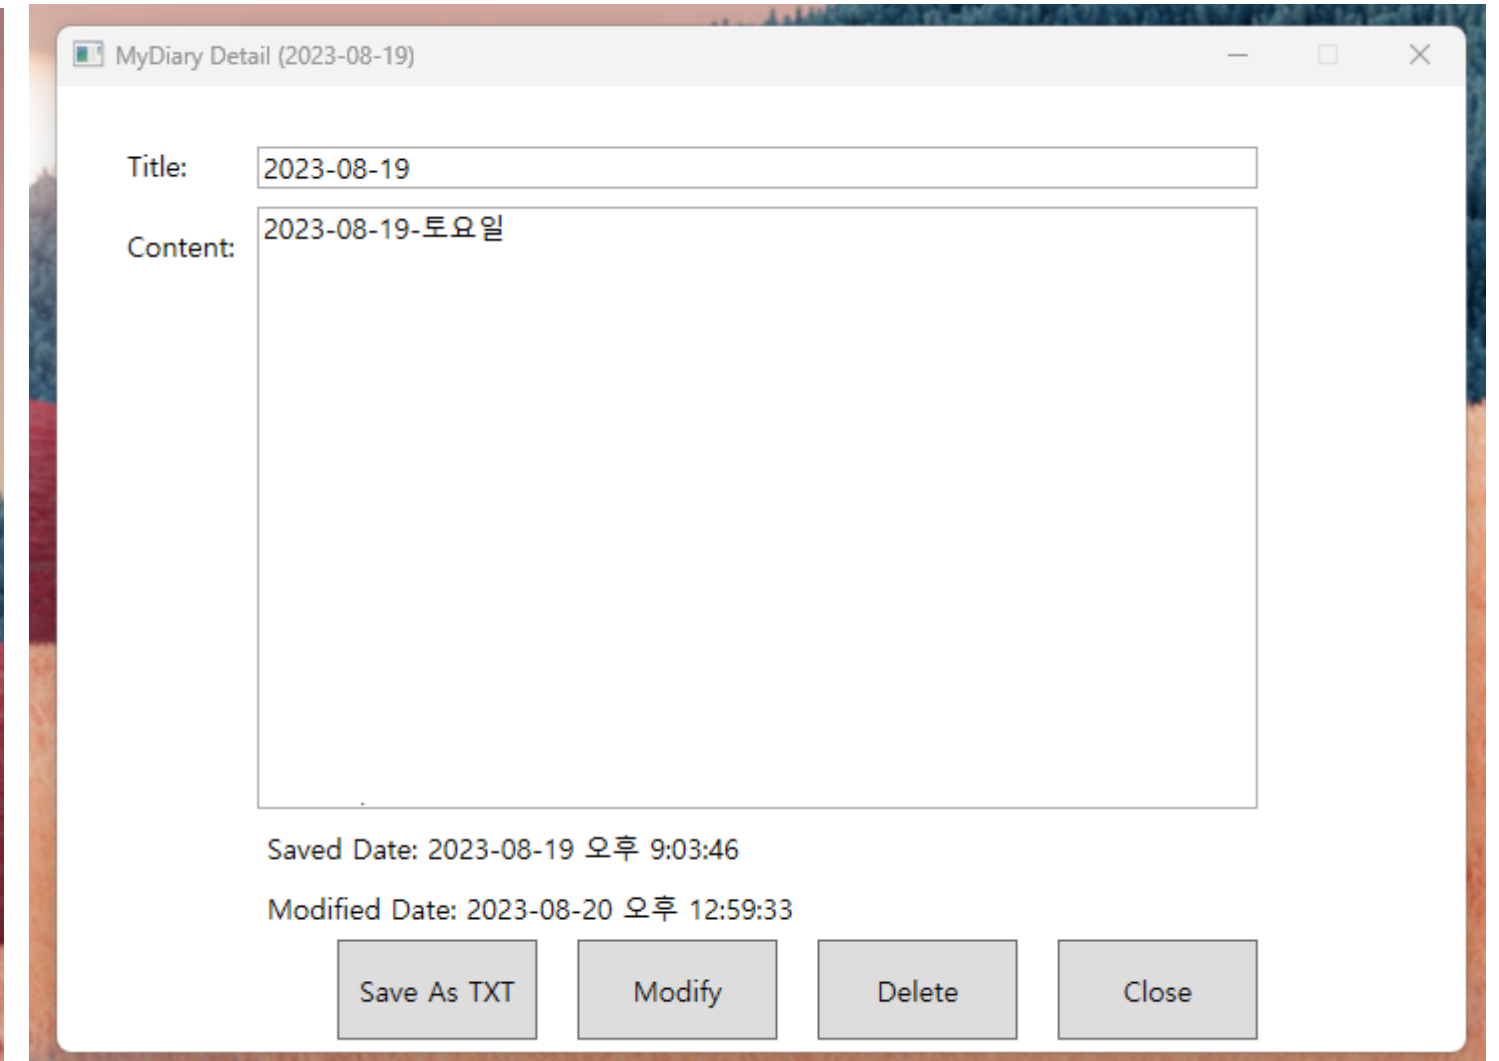 MyDiary Detail (2023-08-19)
Title: 2023-08-19
Content: 2023-08-19-토요일
Saved Date: 2023-08-19 오후 9:03:46
Modified Date: 2023-08-20 오후 12:59:33
Save As TXT Modify Delete Close